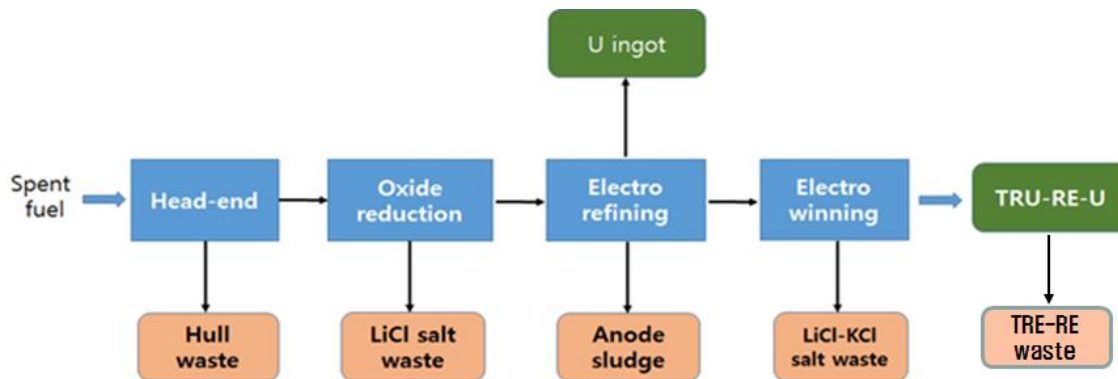 U ingot
Spent
fuel
Head-end
Oxide
reduction
Electro
refining
Electro
winning
TRU-RE-U
Hull
waste
LiCl salt
waste
Anode
sludge
LiCl-KCl
salt waste
TRE-RE
waste